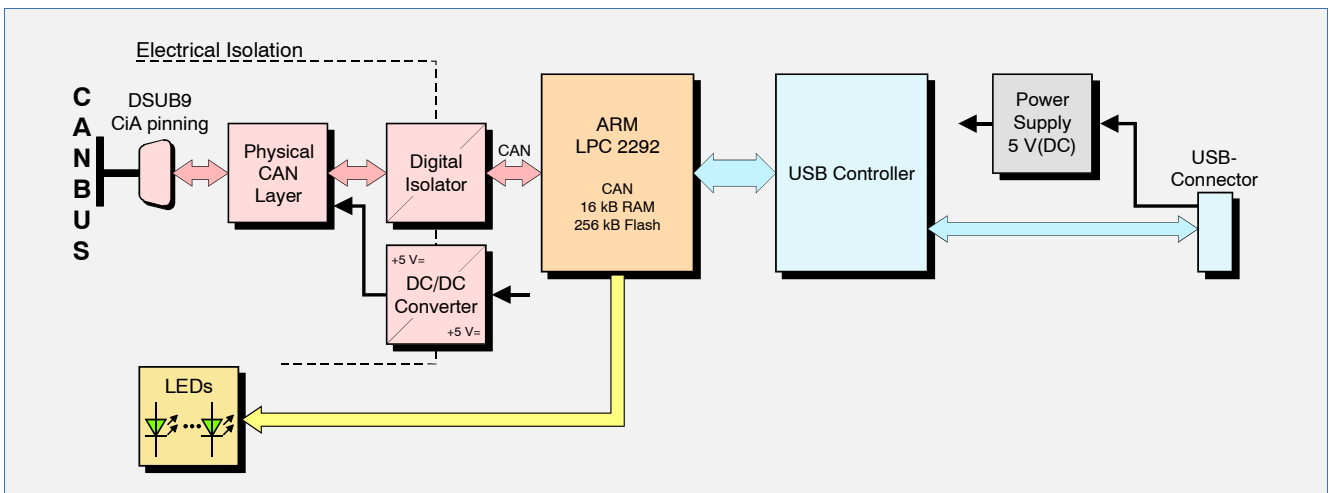 Electrical Isolation
C
A
N
B
U
S
DSUB9
CiA pinning
Physical
CAN
Layer
Digital
Isolator
CAN
+5 V=
DC/DC
Converter
+5 V=
ARM
LPC 2292
CAN
16 kB RAM
256 kB Flash
USB Controller
Power
Supply
5 V(DC)
USB-
Connector
LEDs